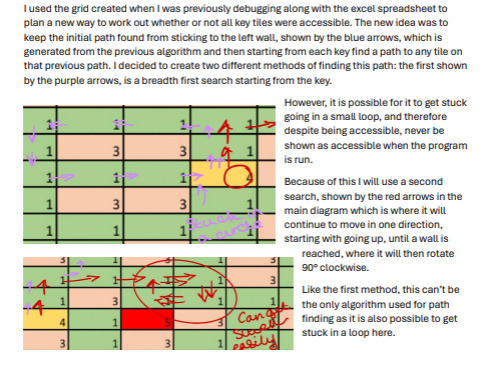 I used the grid created when I was previously debugging along with the excel spreadsheet to
plan a new way to work out whether or not all key tiles were accessible. The new idea was to
keep the initial path found from sticking to the left wall, shown by the blue arrows, which is
generated from the previous algorithm and then starting from each key find a path to any tile on
that previous path. I decided to create two different methods of finding this path: the first shown
by the purple arrows, is a breadth first search starting from the key.
However, it is possible for it to get stuck
going in a small loop, and therefore
despite being accessible, never be
shown as accessible when the program
is run.
Because of this I will use a second
search, shown by the red arrows in the
main diagram which is where it will
continue to move in one direction,
starting with going up, until a wall is
reached, where it will then rotate
90° clockwise.
Like the first method, this can't be
the only algorithm used for path
finding as it is also possible to get
stuck in a loop here.
1 1 1 1
1 3 3 1
1 1 1 4
1 3 3 1
1 1 1 1
Stuck in
a circle
3 1 3 1 3
1 1 1 1 1
1 3 1 3
4 1 5 3
3 1 3 1
Can get
stuck
easily